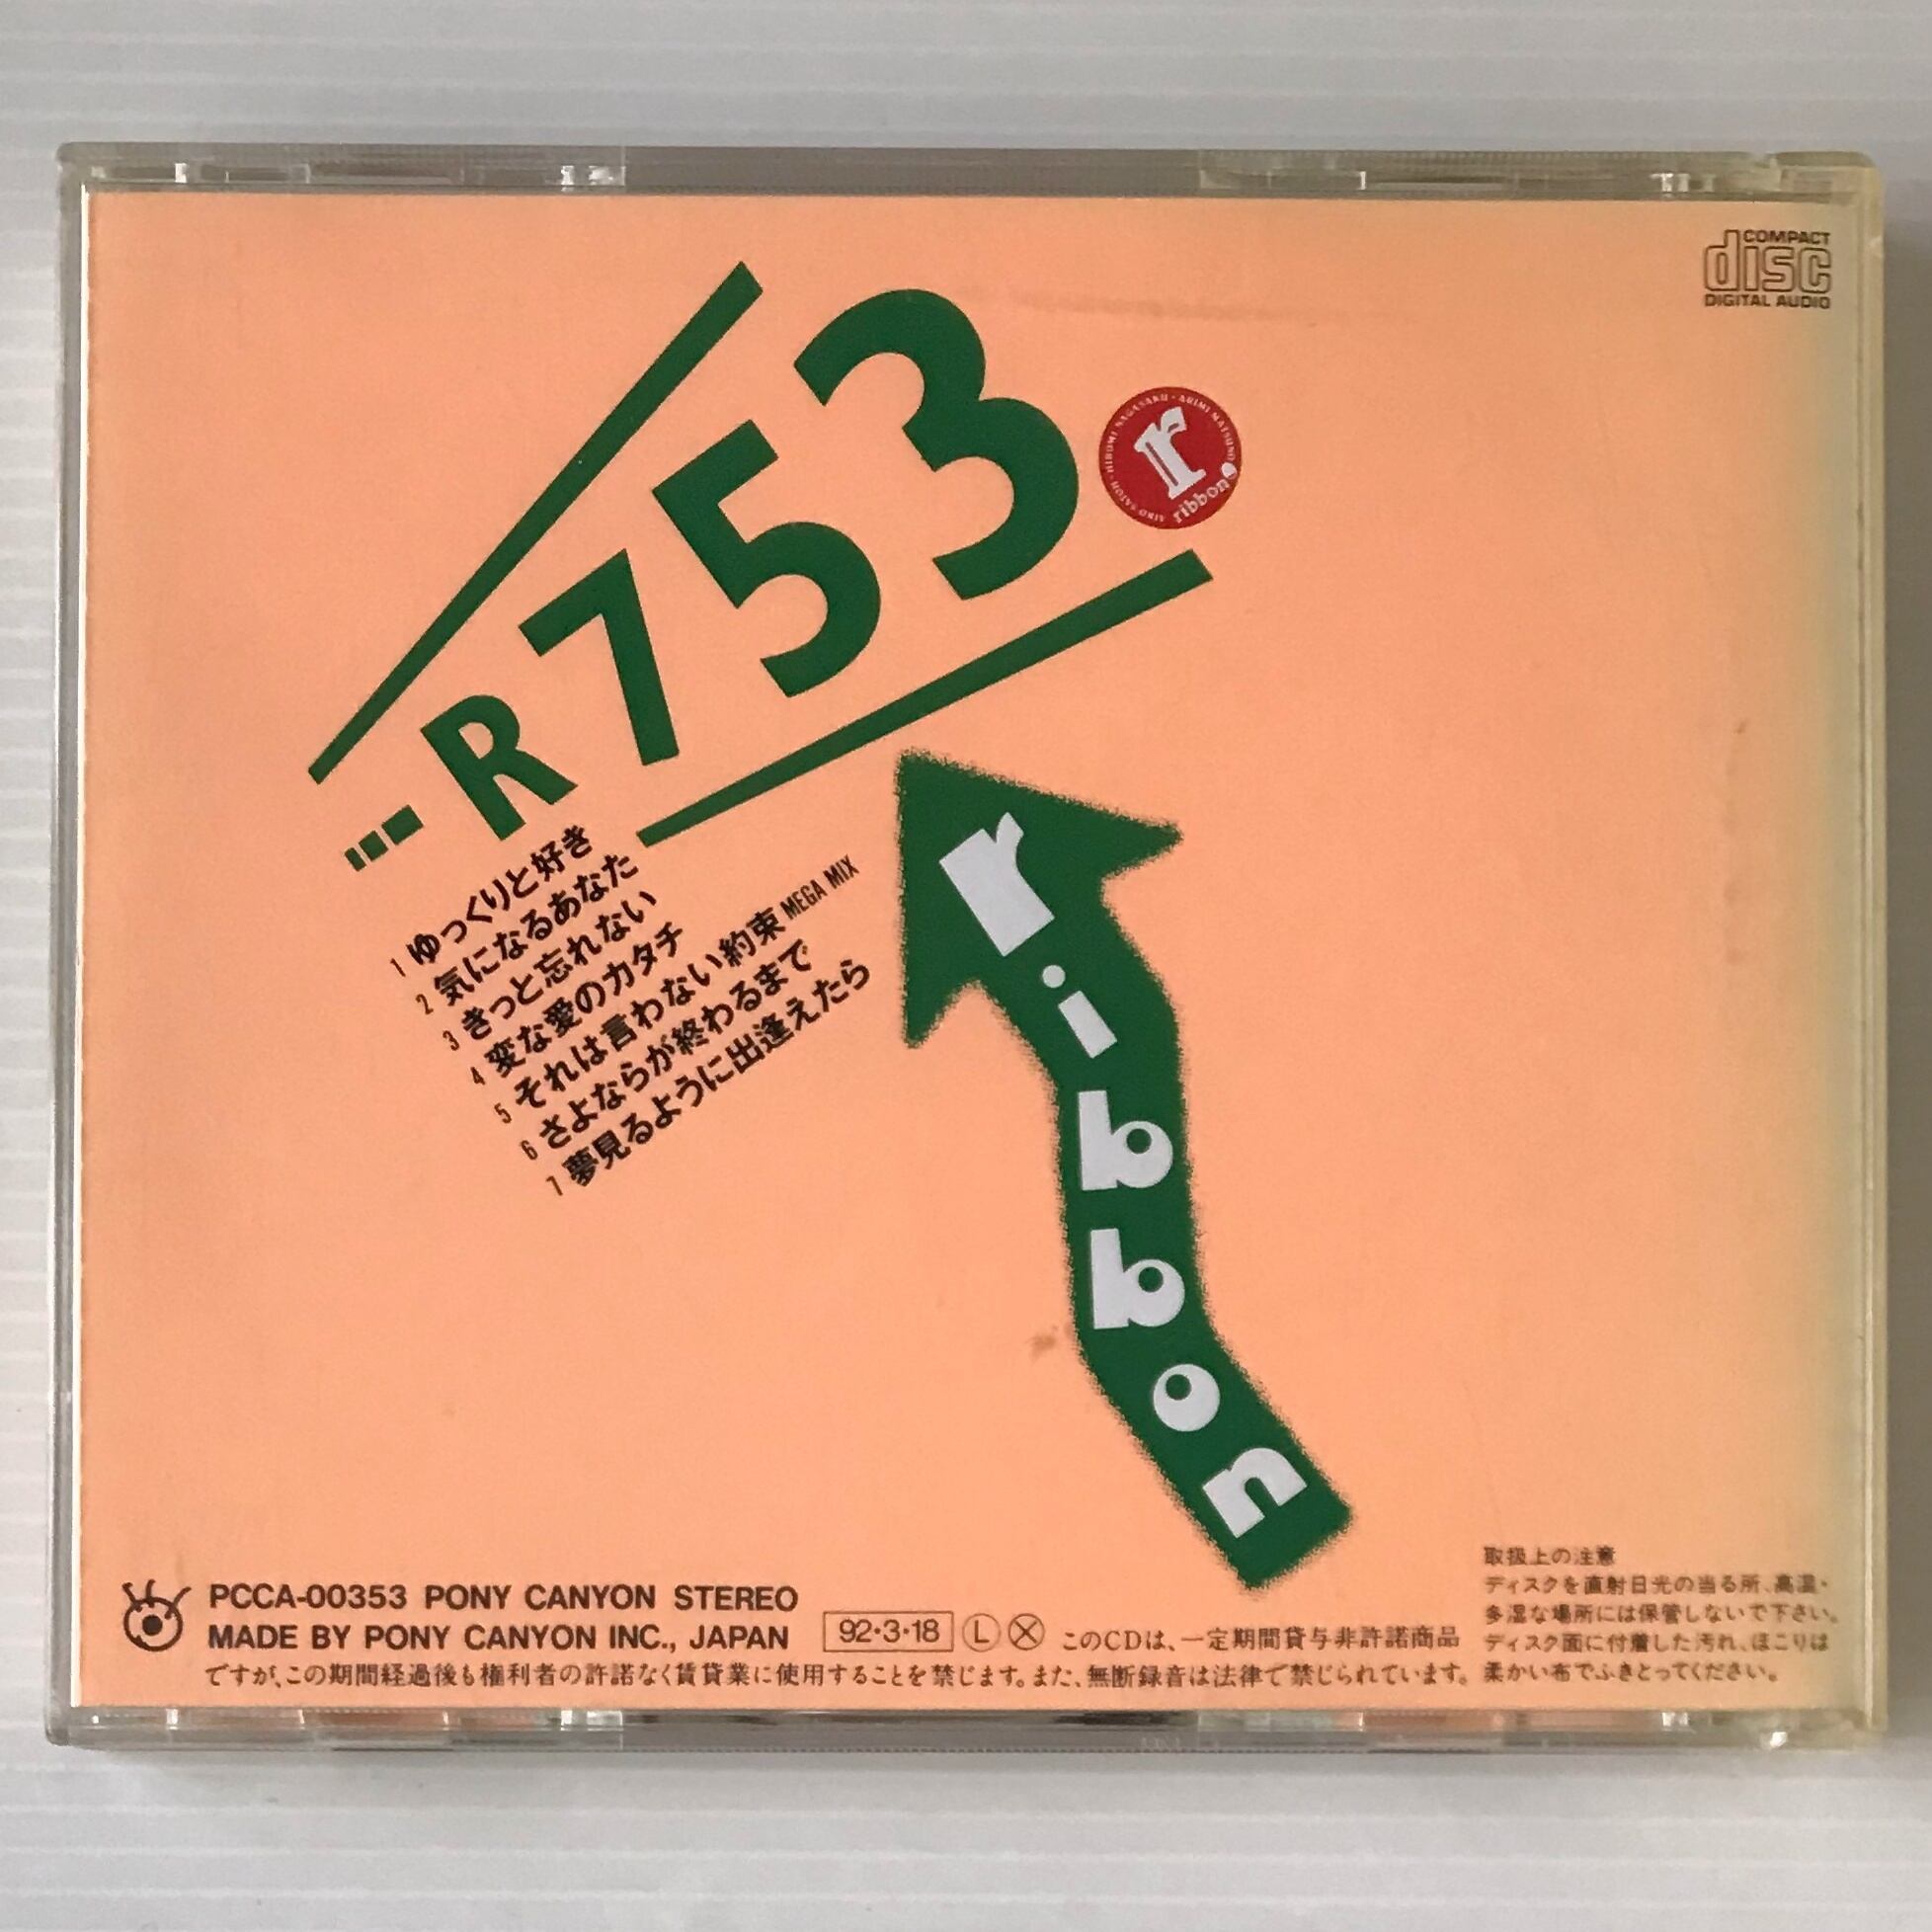 COMPACT
disc
DIGITAL AUDIO
R753
HIROMI NAGASAKU・ARIMI MATSUNO
AIKO SATOH
r
ribbon
1 ゆっくりと好き
2 気になるあなた
3 きっと忘れない
4 変な愛のカタチ
5 それは言わない約束 MEGA MIX
6 さよならが終わるまで
7 夢見るように出逢えたら
ribbon
PCCA-00353 PONY CANYON STEREO
MADE BY PONY CANYON INC., JAPAN
92・3・18 Ⓛ Ⓧ このCDは、一定期間貸与非許諾商品
ですが、この期間経過後も権利者の許諾なく賃貸業に使用することを禁じます。また、無断録音は法律で禁じられています。
取扱上の注意
ディスクを直射日光の当る所、高温・
多湿な場所には保管しないで下さい。
ディスク面に付着した汚れ、ほこりは
柔かい布でふきとってください。